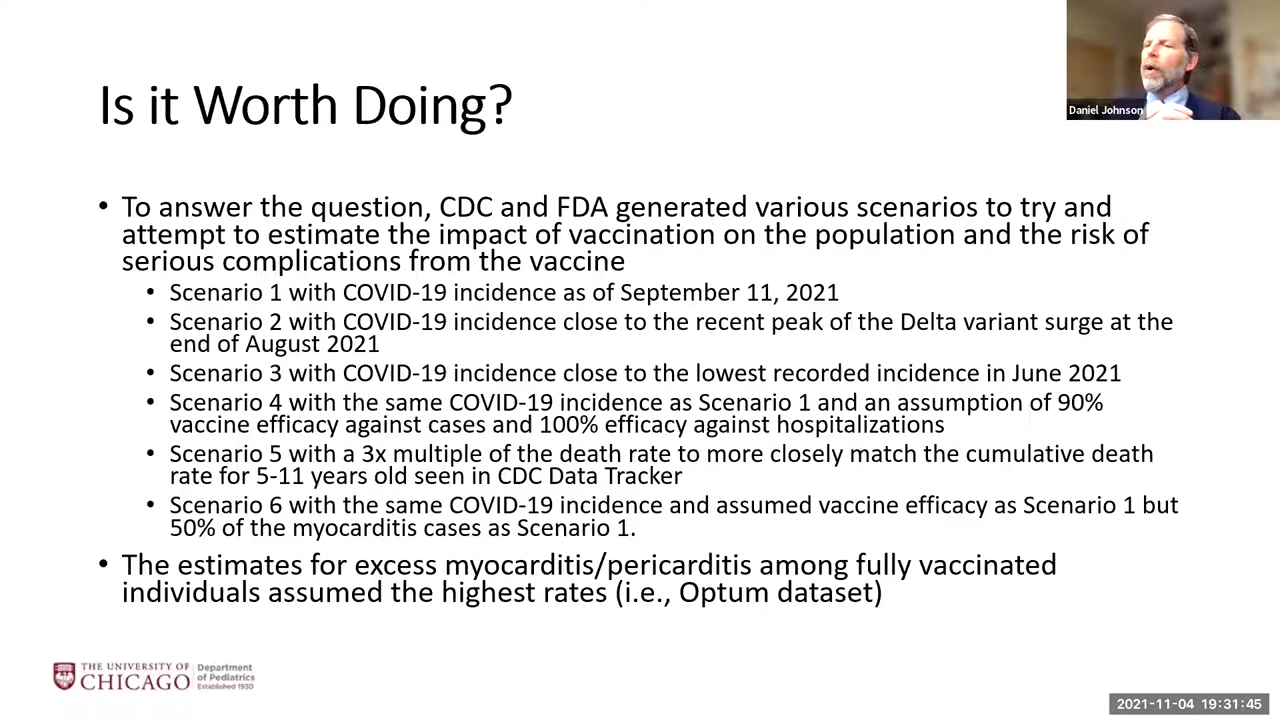 Is it Worth Doing?
Daniel Johnson
• To answer the question, CDC and FDA generated various scenarios to try and
attempt to estimate the impact of vaccination on the population and the risk of
serious complications from the vaccine
• Scenario 1 with COVID-19 incidence as of September 11, 2021
• Scenario 2 with COVID-19 incidence close to the recent peak of the Delta variant surge at the
end of August 2021
• Scenario 3 with COVID-19 incidence close to the lowest recorded incidence in June 2021
• Scenario 4 with the same COVID-19 incidence as Scenario 1 and an assumption of 90%
vaccine efficacy against cases and 100% efficacy against hospitalizations
• Scenario 5 with a 3x multiple of the death rate to more closely match the cumulative death
rate for 5-11 years old seen in CDC Data Tracker
• Scenario 6 with the same COVID-19 incidence and assumed vaccine efficacy as Scenario 1 but
50% of the myocarditis cases as Scenario 1.
• The estimates for excess myocarditis/pericarditis among fully vaccinated
individuals assumed the highest rates (i.e., Optum dataset)
THE UNIVERSITY OF
CHICAGO
Department
of Pediatrics
Established 1930
2021-11-04 19:31:45